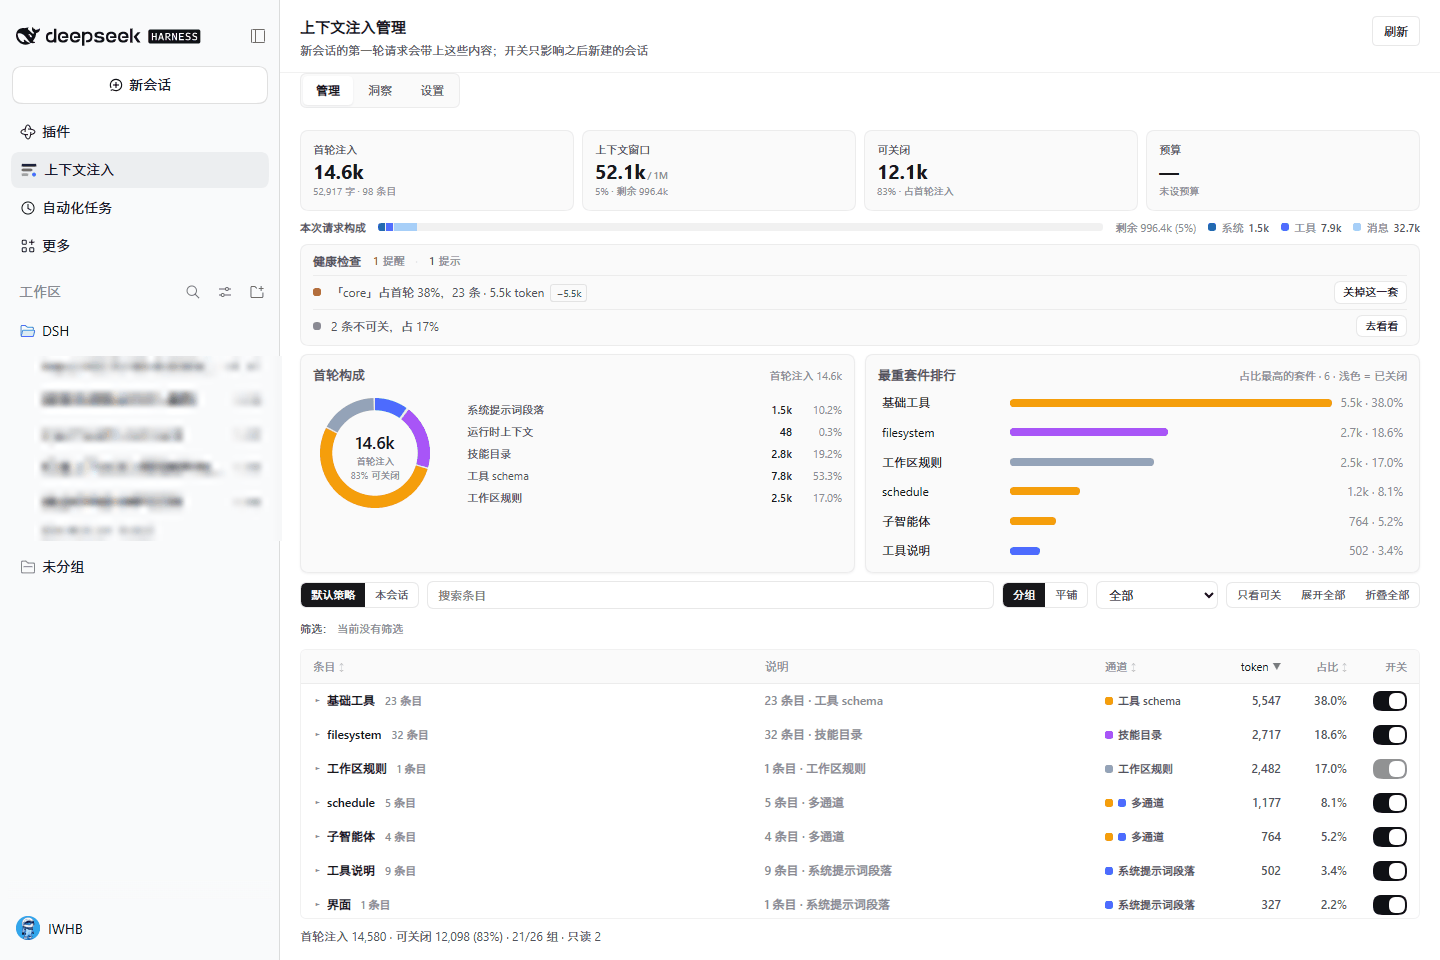 deepseek HARNESS
新会话
插件
上下文注入
自动化任务
更多
工作区
DSH
未分组
IWHB
上下文注入管理
新会话的第一轮请求会带上这些内容；开关只影响之后新建的会话
刷新
管理 洞察 设置
首轮注入
14.6k
52,917 字 · 98 条目
上下文窗口
52.1k / 1M
5% · 剩余 996.4k
可关闭
12.1k
83% · 占首轮注入
预算
—
未设预算
本次请求构成 剩余 996.4k (5%) 系统 1.5k 工具 7.9k 消息 32.7k
健康检查 1 提醒 · 1 提示
「core」占首轮 38%，23 条 · 5.5k token −5.5k 关掉这一套
2 条不可关，占 17% 去看看
首轮构成 首轮注入 14.6k
14.6k
首轮注入
83% 可关闭
系统提示词段落 1.5k 10.2%
运行时上下文 48 0.3%
技能目录 2.8k 19.2%
工具 schema 7.8k 53.3%
工作区规则 2.5k 17.0%
最重套件排行 占比最高的套件 · 6 · 浅色 = 已关闭
基础工具 5.5k · 38.0%
filesystem 2.7k · 18.6%
工作区规则 2.5k · 17.0%
schedule 1.2k · 8.1%
子智能体 764 · 5.2%
工具说明 502 · 3.4%
默认策略 本会话 搜索条目 分组 平铺 全部 只看可关 展开全部 折叠全部
筛选： 当前没有筛选
条目 说明 通道 token ▼ 占比 开关
基础工具 23 条目 23 条目 · 工具 schema 工具 schema 5,547 38.0%
filesystem 32 条目 32 条目 · 技能目录 技能目录 2,717 18.6%
工作区规则 1 条目 1 条目 · 工作区规则 工作区规则 2,482 17.0%
schedule 5 条目 5 条目 · 多通道 多通道 1,177 8.1%
子智能体 4 条目 4 条目 · 多通道 多通道 764 5.2%
工具说明 9 条目 9 条目 · 系统提示词段落 系统提示词段落 502 3.4%
界面 1 条目 1 条目 · 系统提示词段落 系统提示词段落 327 2.2%
首轮注入 14,580 · 可关闭 12,098 (83%) · 21/26 组 · 只读 2